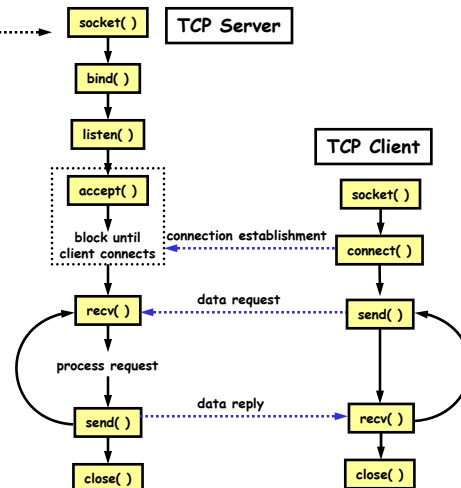 socket( )
TCP Server
bind( )
listen( )
TCP Client
accept( )
socket( )
block until
client connects
connection establishment
connect( )
recv( )
data request
send( )
process request
data reply
send( )
recv( )
close( )
close( )